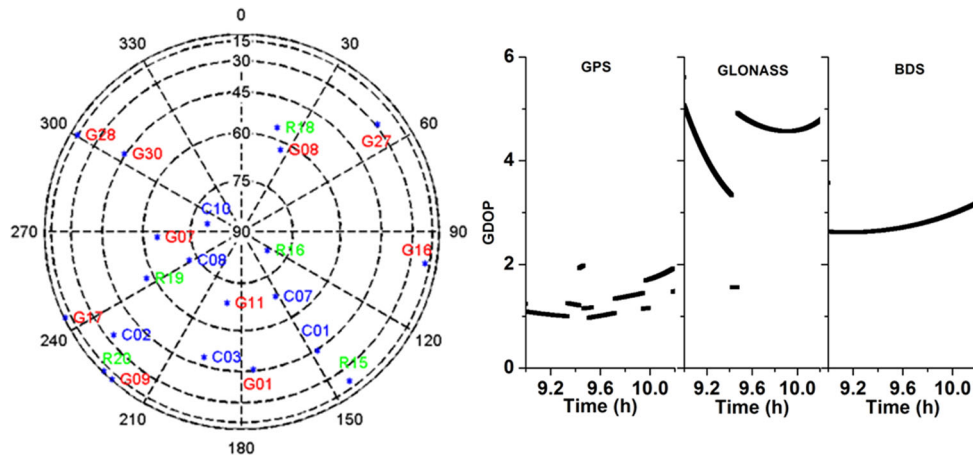 0
330
30
15
30
45
60
75
90
300
60
G28
G30
R18
G08
G27
C10
270
90
G07
R16
G16
C08
R19
C07
G11
G17
240
120
C02
C01
R20
C03
R15
G09
G01
210
150
180
6
4
2
0
GDOP
GPS
GLONASS
BDS
9.0 9.6 10.2
9.0 9.6 10.2
9.0 9.6 10.2
Time (h)
Time (h)
Time (h)